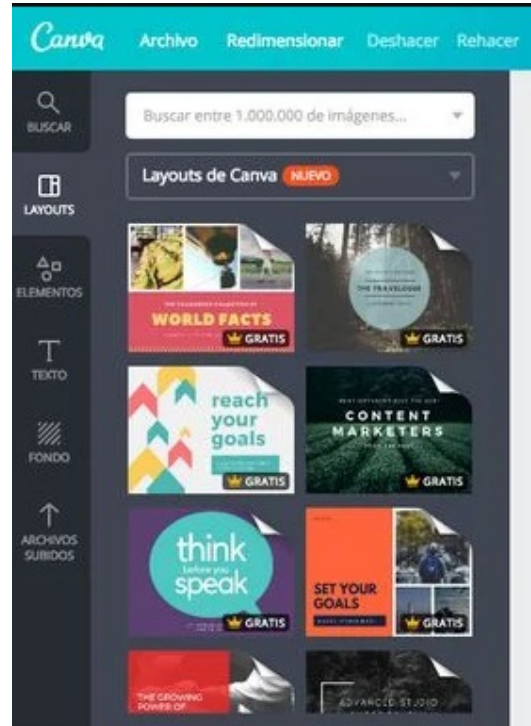 Canva Archivo Redimensionar Deshacer Rehacer
BUSCAR
LAYOUTS
ELEMENTOS
TEXTO
FONDO
ARCHIVOS
SUBIDOS
Buscar entre 1.000.000 de imágenes...
Layouts de Canva NUEVO
WORLD FACTS
GRATIS
THE TRAVELOGUE
GRATIS
reach
your
goals
GRATIS
CONTENT
MARKETERS
GRATIS
think
before you
speak
GRATIS
SET YOUR
GOALS
GRATIS
THE GROWING
POWER OF
ADVANCED STUDIO